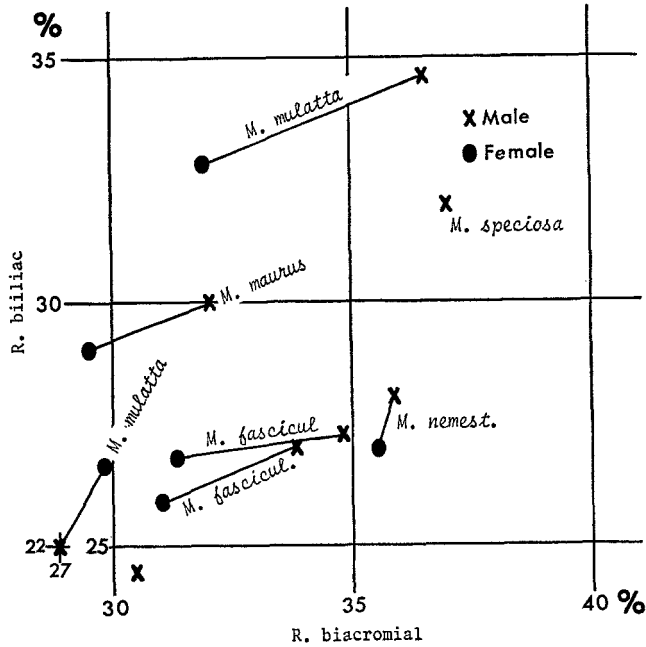 %
35
M. mulatta
X Male
Female
M. speciosa
R. biiliac
30
M. maurus
M. mulatta
M. fascicul
M. fascicul.
M. nemest.
22 25
27
30 35 40 %
R. biacromial